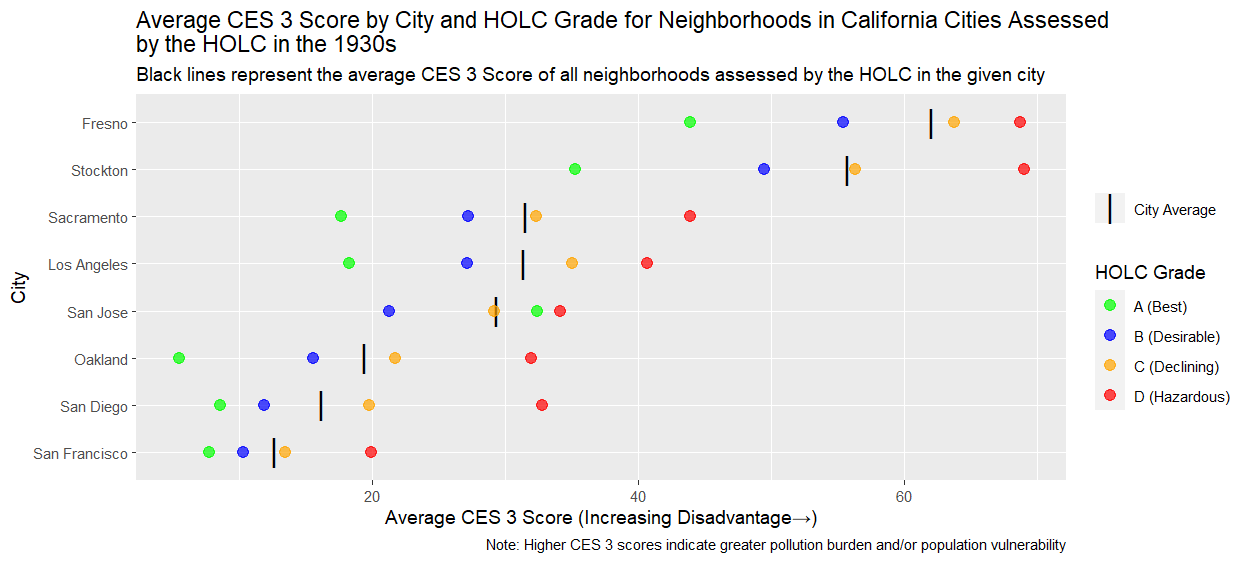 Average CES 3 Score by City and HOLC Grade for Neighborhoods in California Cities Assessed
by the HOLC in the 1930s
Black lines represent the average CES 3 Score of all neighborhoods assessed by the HOLC in the given city
City
Fresno
Stockton
Sacramento
Los Angeles
San Jose
Oakland
San Diego
San Francisco
20 40 60
Average CES 3 Score (Increasing Disadvantage→)
Note: Higher CES 3 scores indicate greater pollution burden and/or population vulnerability
City Average
HOLC Grade
A (Best)
B (Desirable)
C (Declining)
D (Hazardous)